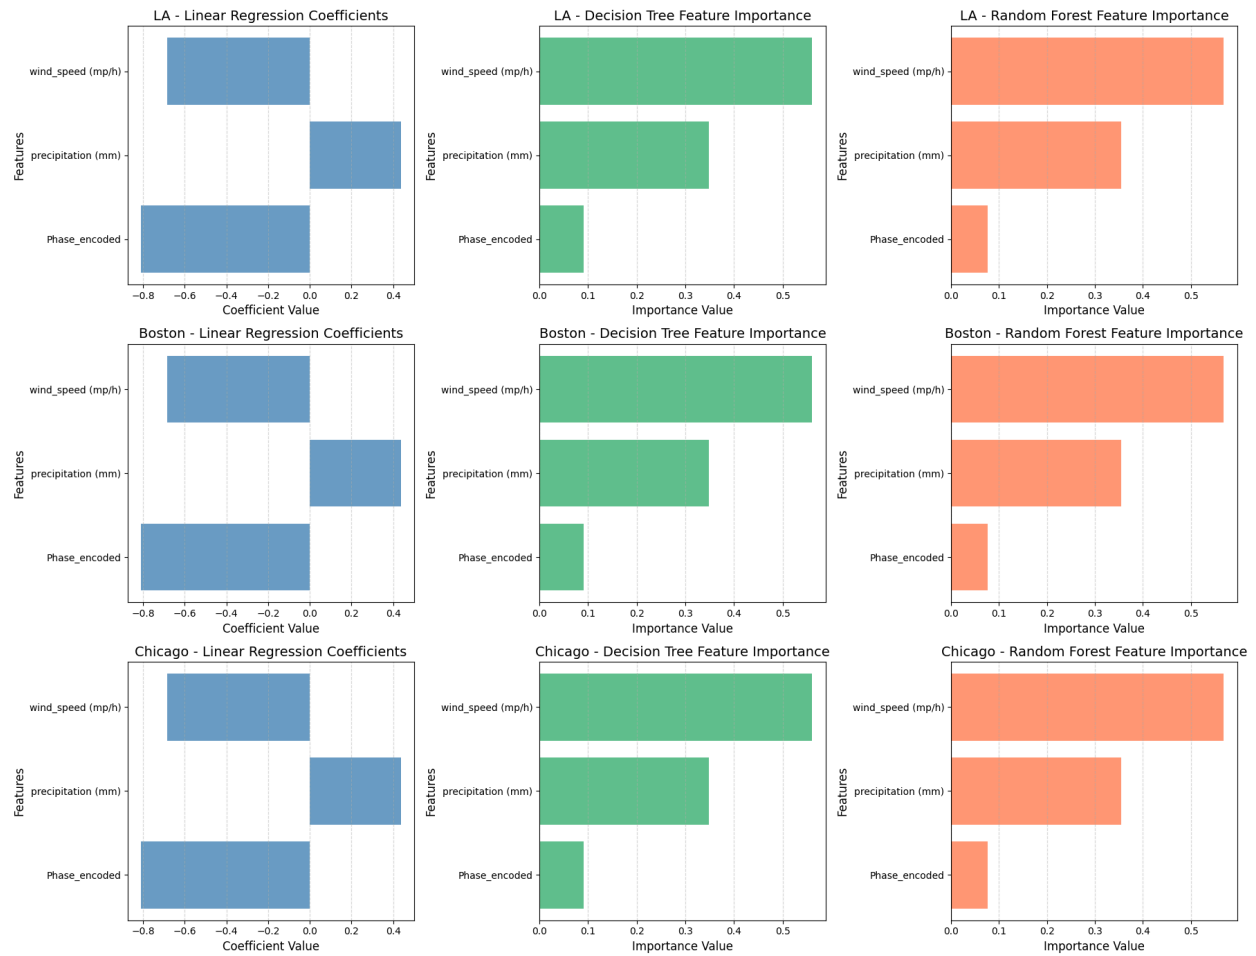 LA - Linear Regression Coefficients
wind_speed (mp/h)
precipitation (mm)
Phase_encoded
Features
−0.8 −0.6 −0.4 −0.2 0.0 0.2 0.4
Coefficient Value
LA - Decision Tree Feature Importance
wind_speed (mp/h)
precipitation (mm)
Phase_encoded
Features
0.0 0.1 0.2 0.3 0.4 0.5
Importance Value
LA - Random Forest Feature Importance
wind_speed (mp/h)
precipitation (mm)
Phase_encoded
Features
0.0 0.1 0.2 0.3 0.4 0.5
Importance Value
Boston - Linear Regression Coefficients
wind_speed (mp/h)
precipitation (mm)
Phase_encoded
Features
−0.8 −0.6 −0.4 −0.2 0.0 0.2 0.4
Coefficient Value
Boston - Decision Tree Feature Importance
wind_speed (mp/h)
precipitation (mm)
Phase_encoded
Features
0.0 0.1 0.2 0.3 0.4 0.5
Importance Value
Boston - Random Forest Feature Importance
wind_speed (mp/h)
precipitation (mm)
Phase_encoded
Features
0.0 0.1 0.2 0.3 0.4 0.5
Importance Value
Chicago - Linear Regression Coefficients
wind_speed (mp/h)
precipitation (mm)
Phase_encoded
Features
−0.8 −0.6 −0.4 −0.2 0.0 0.2 0.4
Coefficient Value
Chicago - Decision Tree Feature Importance
wind_speed (mp/h)
precipitation (mm)
Phase_encoded
Features
0.0 0.1 0.2 0.3 0.4 0.5
Importance Value
Chicago - Random Forest Feature Importance
wind_speed (mp/h)
precipitation (mm)
Phase_encoded
Features
0.0 0.1 0.2 0.3 0.4 0.5
Importance Value